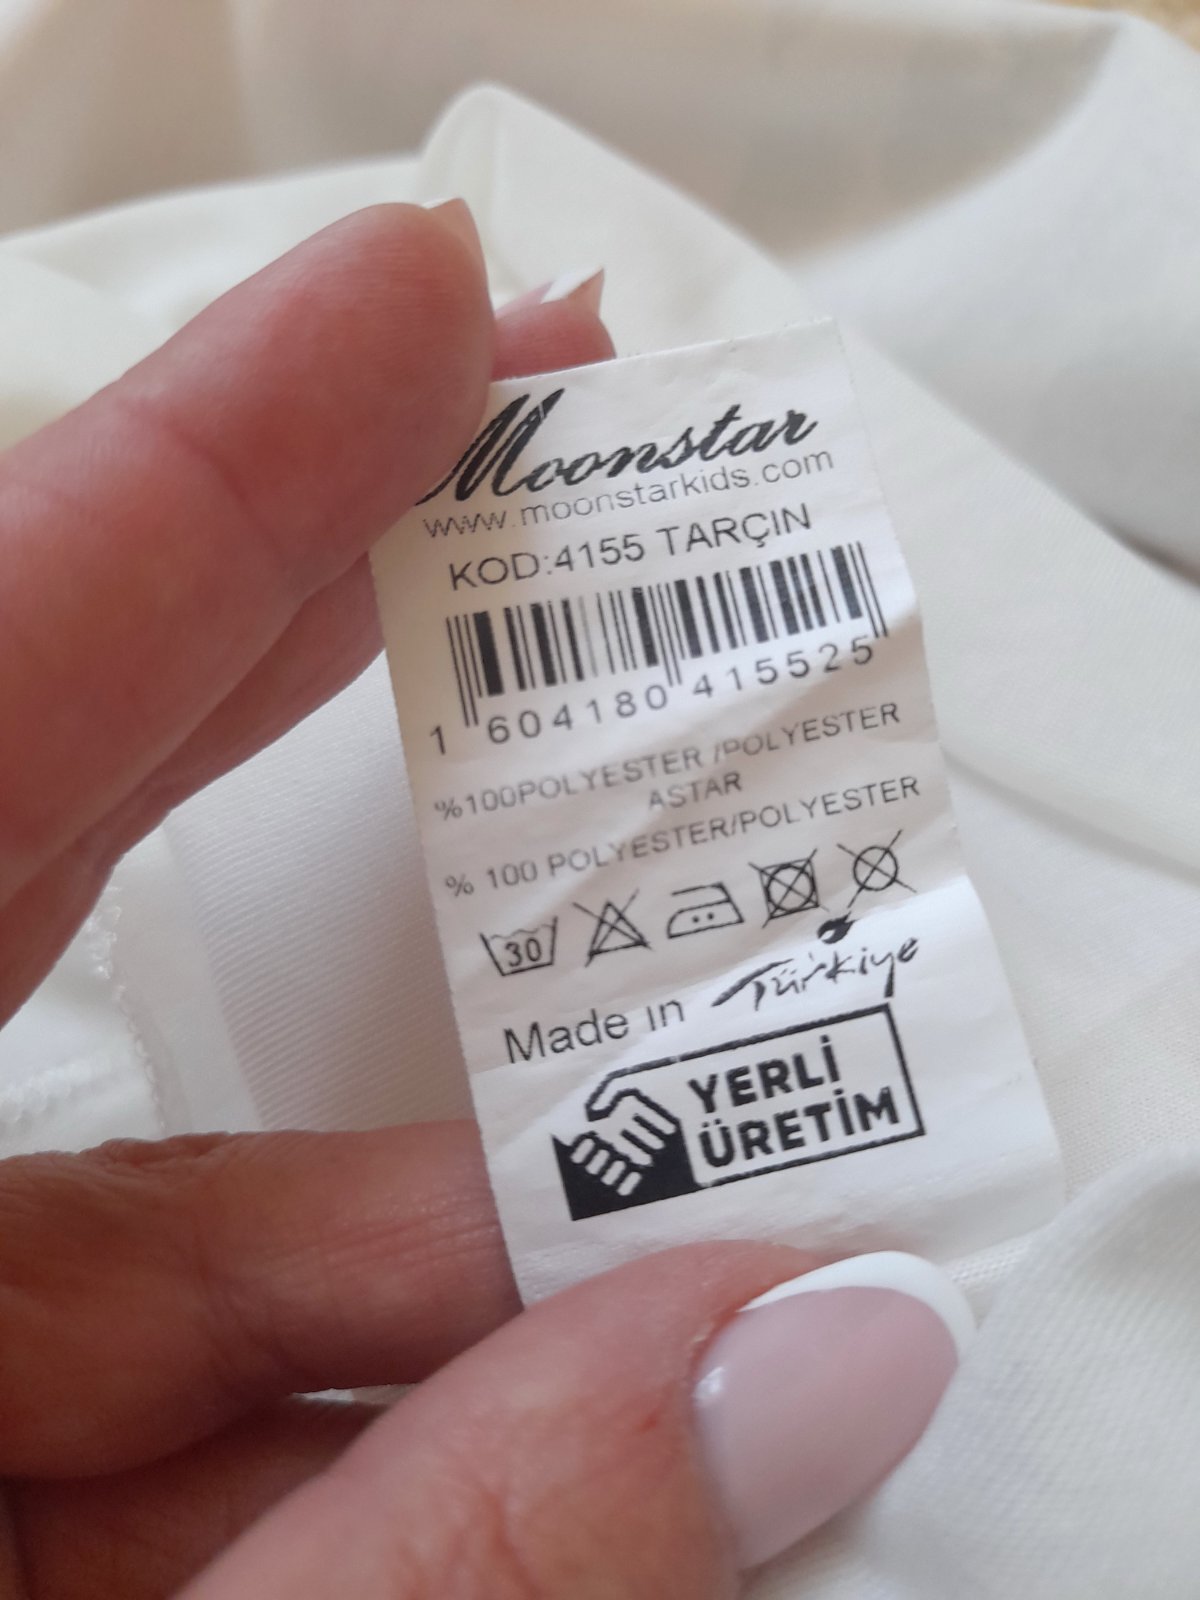 Moonstar
www.moonstarkids.com
KOD:4155 TARÇIN
1 604180 415525
%100POLYESTER /POLYESTER
ASTAR
% 100 POLYESTER/POLYESTER
30
Made in Türkiye
YERLİ
ÜRETİM